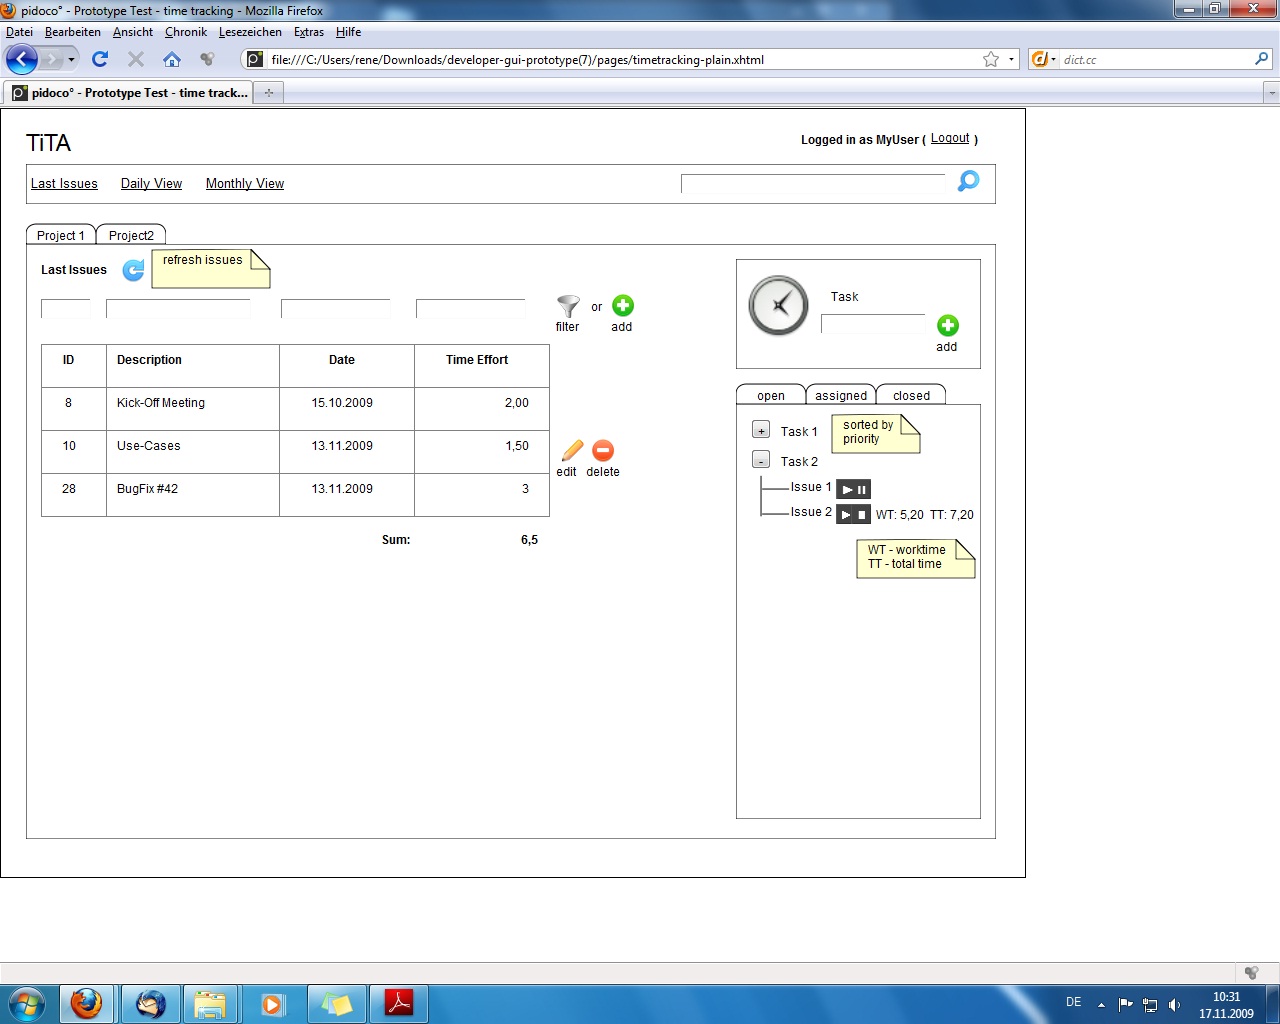 pidoco° - Prototype Test - time tracking - Mozilla Firefox
Datei Bearbeiten Ansicht Chronik Lesezeichen Extras Hilfe
file:///C:/Users/rene/Downloads/developer-gui-prototype(7)/pages/timetracking-plain.xhtml
dict.cc
pidoco° - Prototype Test - time track...
TiTA
Logged in as MyUser ( Logout )
Last Issues Daily View Monthly View
Project 1 Project2
Last Issues
refresh issues
filter or add
ID Description Date Time Effort
8 Kick-Off Meeting 15.10.2009 2,00
10 Use-Cases 13.11.2009 1,50
edit delete
28 BugFix #42 13.11.2009 3
Sum: 6,5
Task
add
open assigned closed
+ Task 1
sorted by
priority
- Task 2
Issue 1
Issue 2 WT: 5,20 TT: 7,20
WT - worktime
TT - total time
DE
10:31
17.11.2009